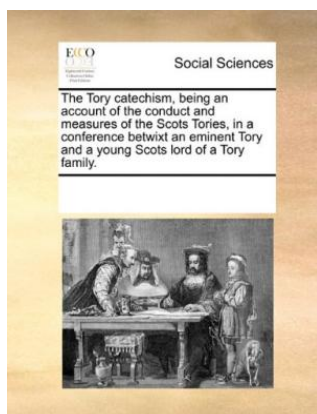 ECCO
Social Sciences
The Tory catechism, being an
account of the conduct and
measures of the Scots Tories, in a
conference betwixt an eminent Tory
and a young Scots lord of a Tory
family.